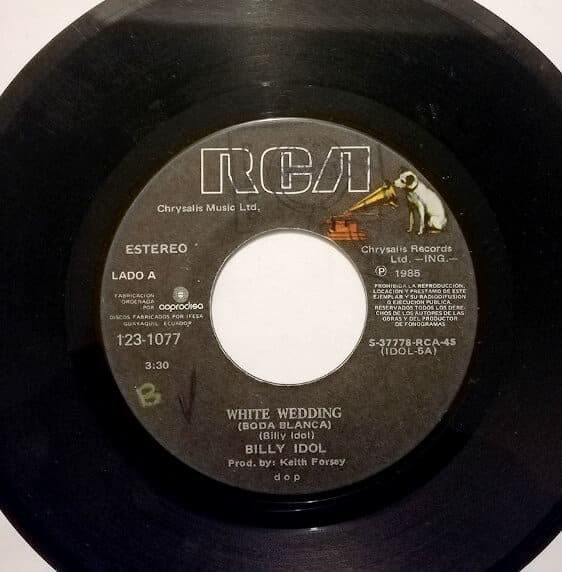 RCA
Chrysalis Music Ltd.
ESTEREO
LADO A
FABRICACION
ORDENADA
POR
DISCOS FABRICADOS POR IFESA
GUAYAQUIL ECUADOR
123-1077
3:30
B
Chrysalis Records
Ltd. —ING.—
Ⓟ 1985
PROHIBIDA LA REPRODUCCION,
LOCACION Y PRESTAMO DE ESTE
EJEMPLAR Y SU RADIODIFUSION
O EJECUCION PUBLICA.
RESERVADOS TODOS LOS DERE-
CHOS DE LOS AUTORES DE LAS
OBRAS Y DEL PRODUCTOR
DE FONOGRAMAS
S-37778-RCA-45
(IDOL-5A)
WHITE WEDDING
(BODA BLANCA)
(Billy Idol)
BILLY IDOL
Prod. by: Keith Forsey
dop